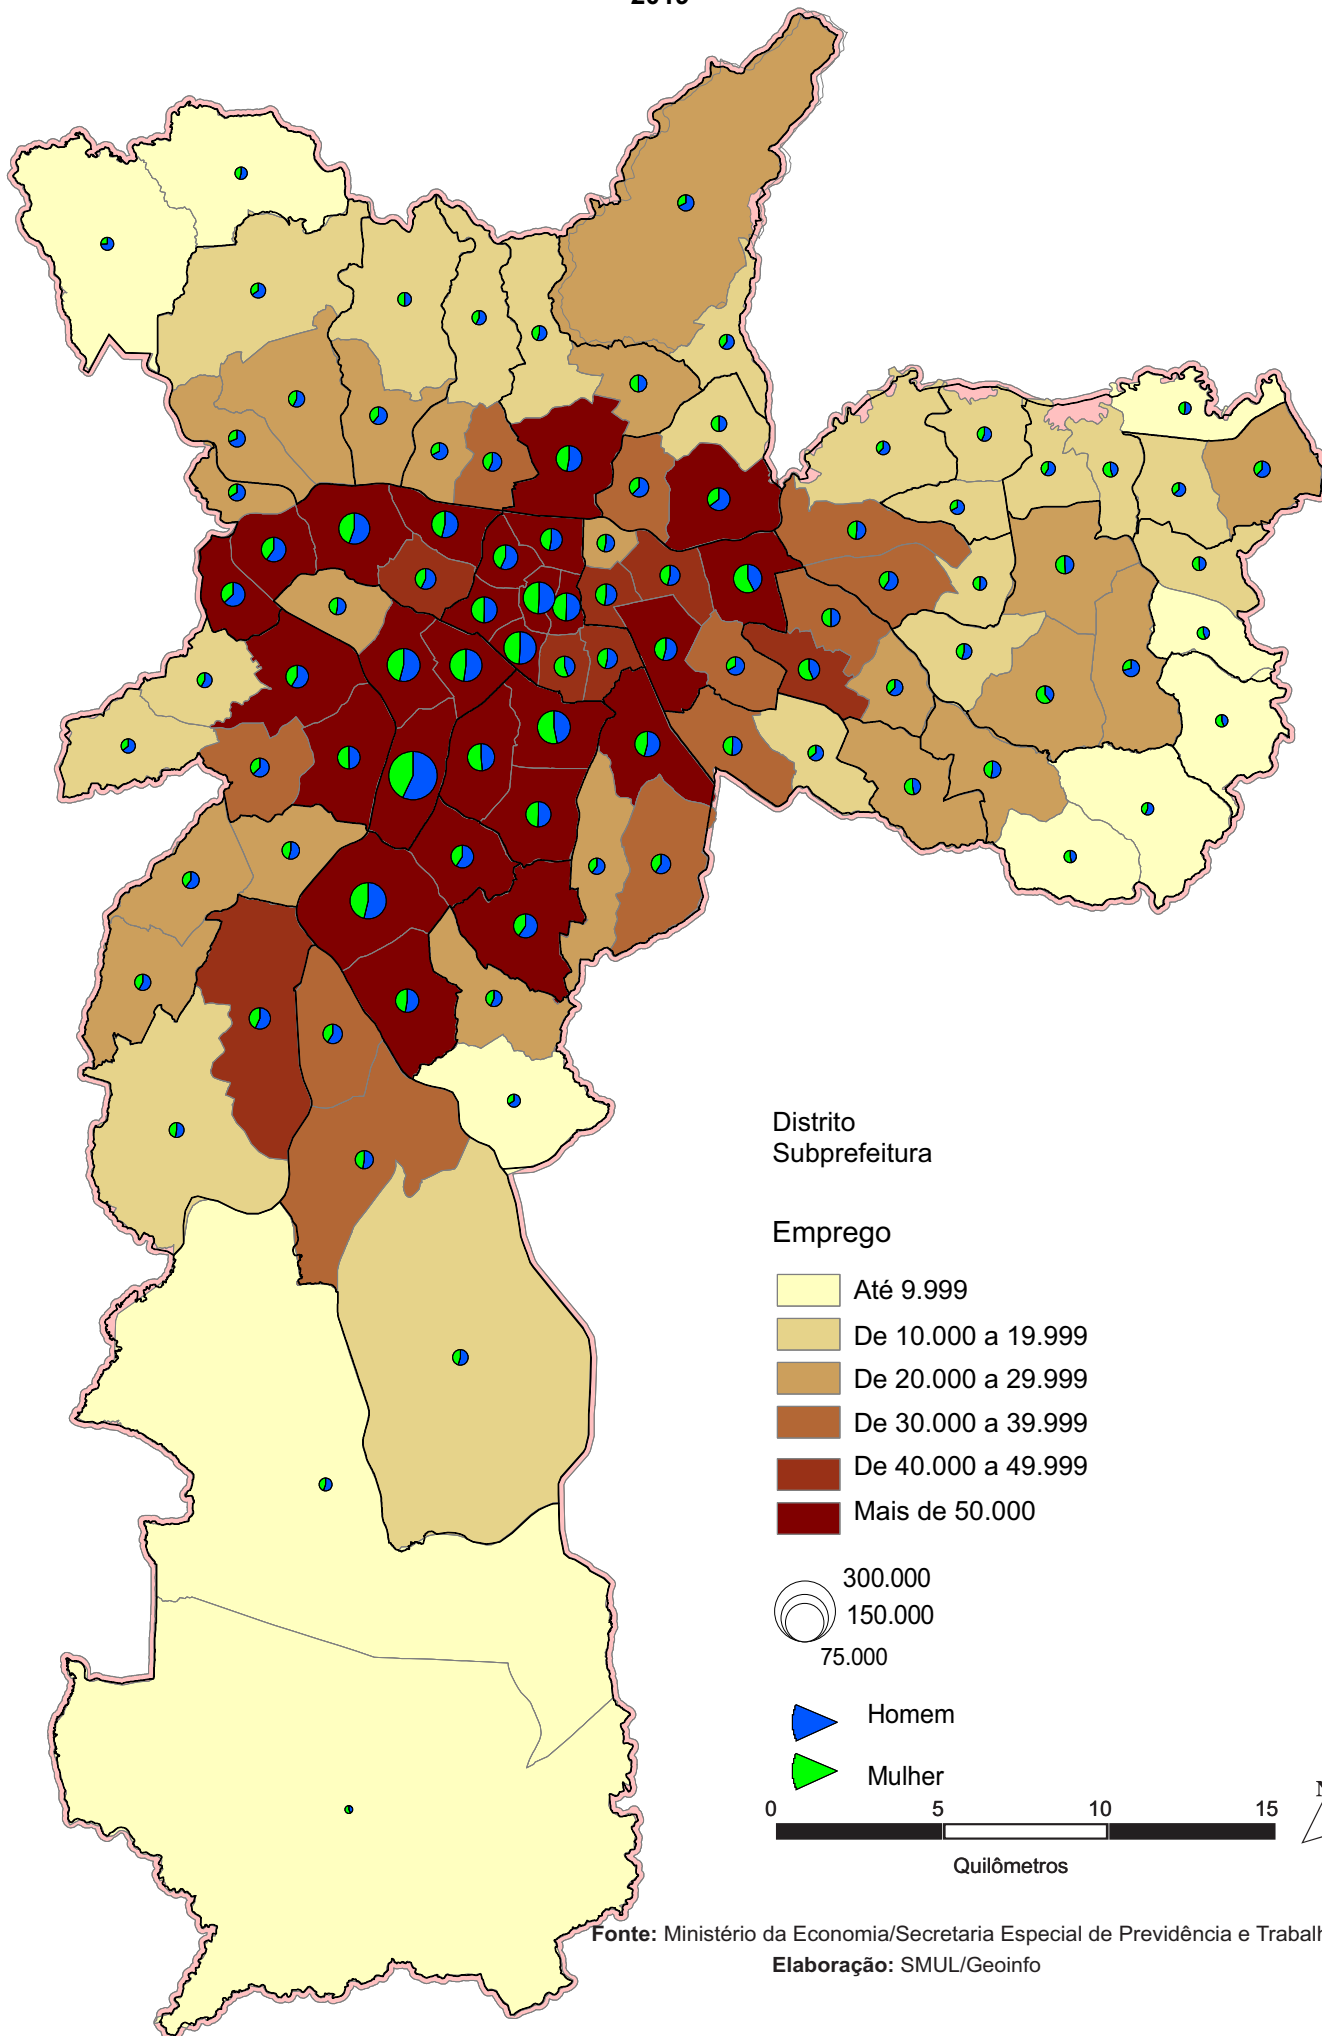 Distrito
Subprefeitura
Emprego
Até 9.999
De 10.000 a 19.999
De 20.000 a 29.999
De 30.000 a 39.999
De 40.000 a 49.999
Mais de 50.000
300.000
150.000
75.000
Homem
Mulher
0 5 10 15
Quilômetros
Fonte: Ministério da Economia/Secretaria Especial de Previdência e Trabalh
Elaboração: SMUL/Geoinfo